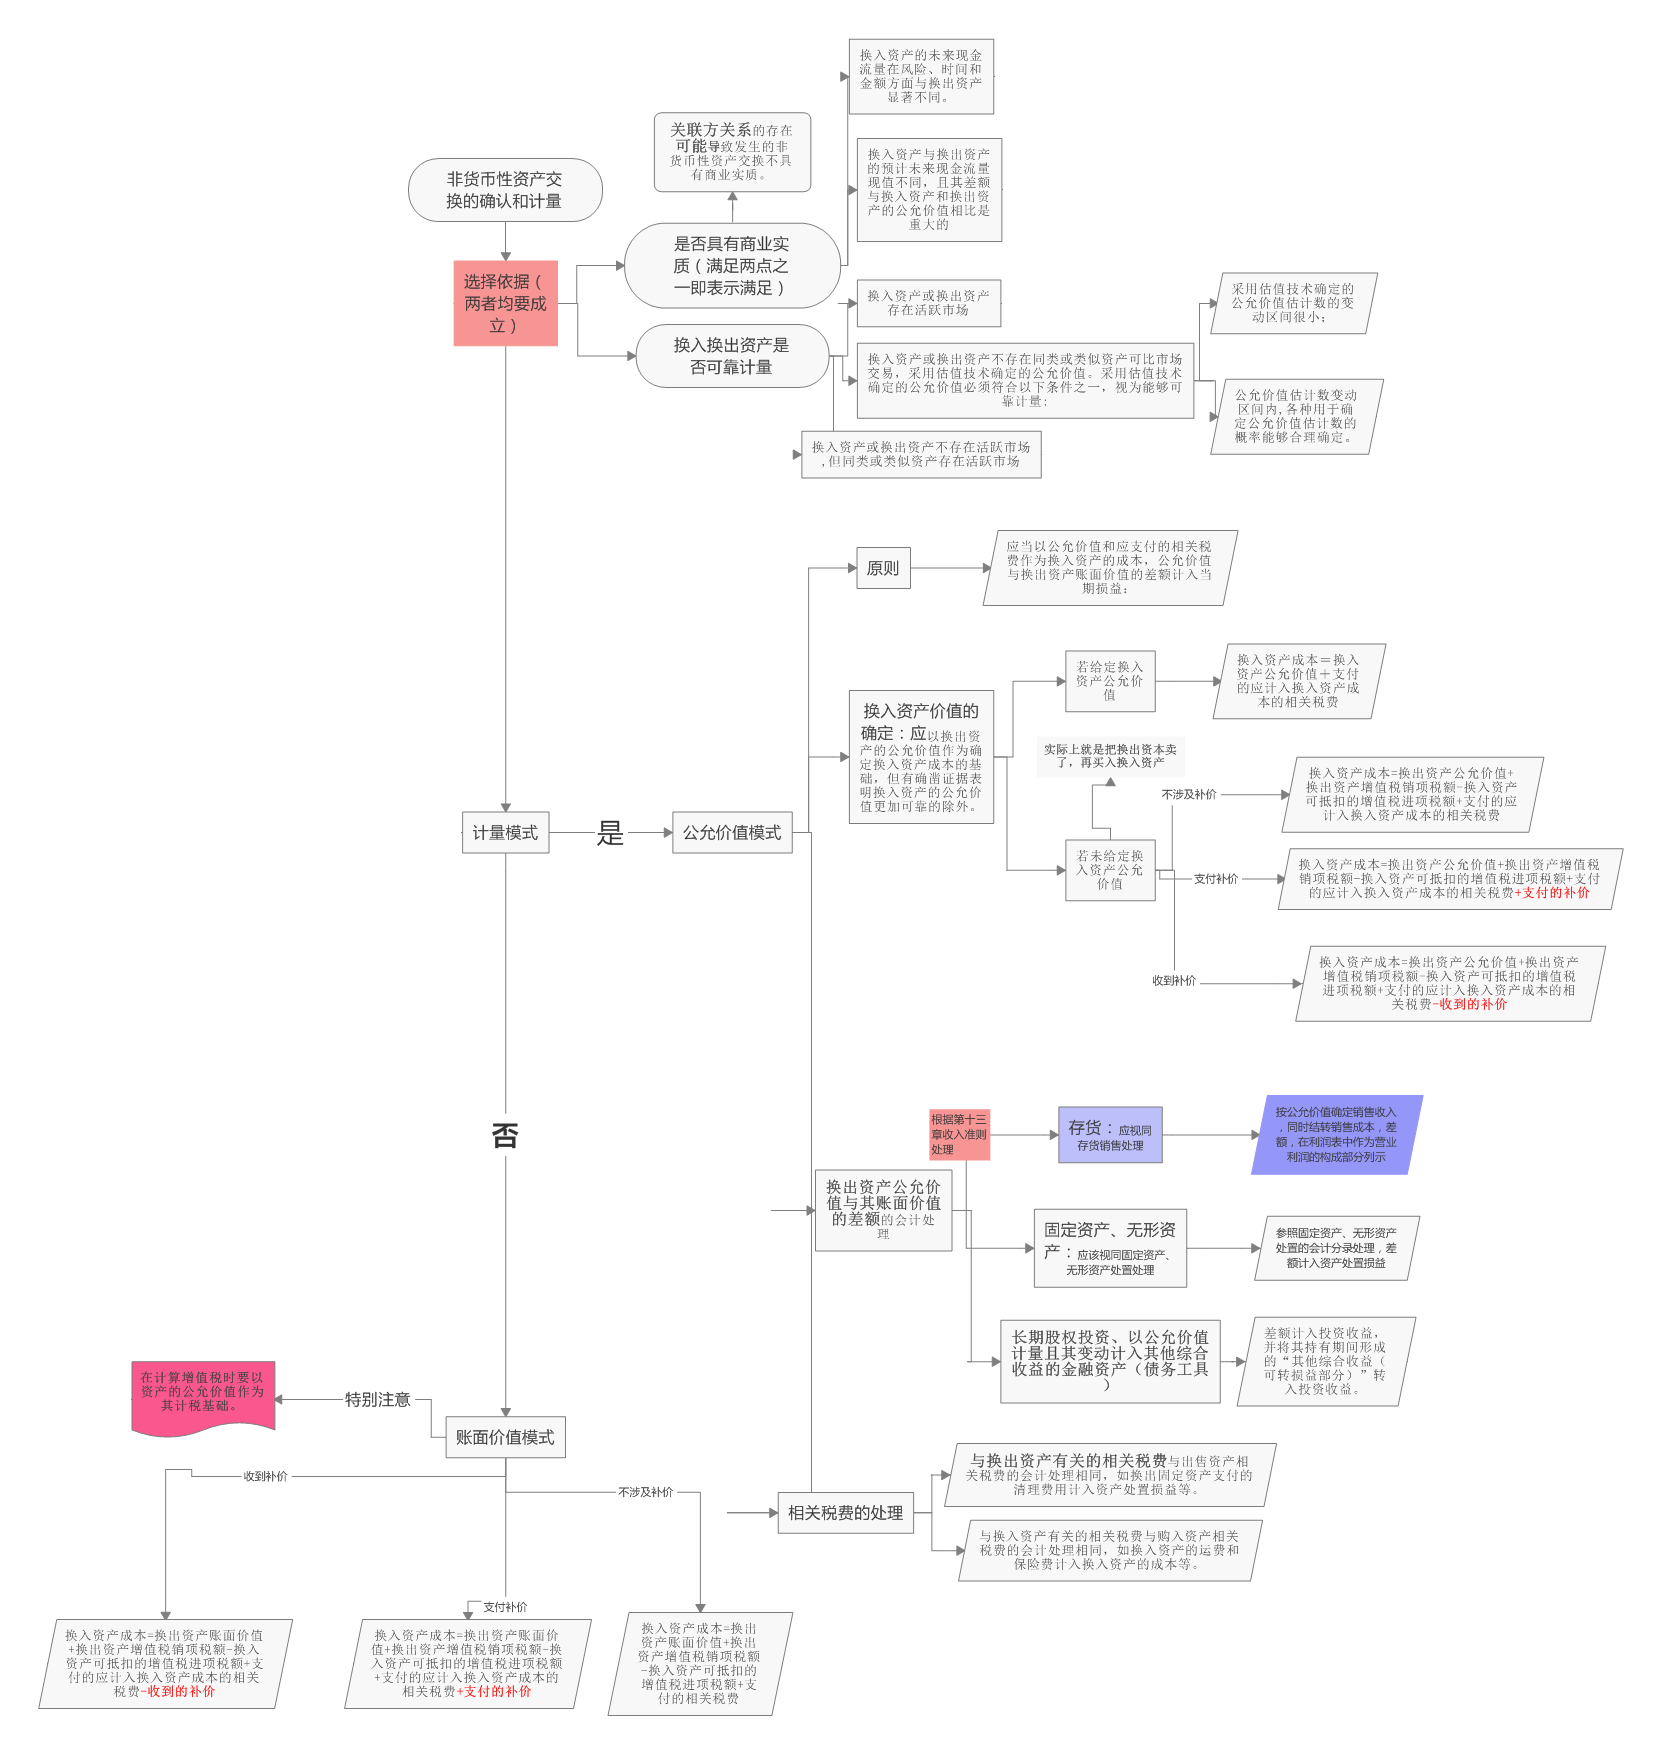 换入资产的未来现金
流量在风险、时间和
金额方面与换出资产
显著不同。
关联方关系的存在
可能导致发生的非
货币性资产交换不具
有商业实质。
换入资产与换出资产
的预计未来现金流量
现值不同，且其差额
与换入资产和换出资
产的公允价值相比是
重大的
非货币性资产交
换的确认和计量
是否具有商业实
质（满足两点之
一即表示满足）
选择依据（
两者均要成
立）
换入资产或换出资产
存在活跃市场
采用估值技术确定的
公允价值估计数的变
动区间很小；
换入换出资产是
否可靠计量
换入资产或换出资产不存在同类或类似资产可比市场
交易，采用估值技术确定的公允价值。采用估值技术
确定的公允价值必须符合以下条件之一，视为能够可
靠计量:
公允价值估计数变动
区间内,各种用于确
定公允价值估计数的
概率能够合理确定。
换入资产或换出资产不存在活跃市场
,但同类或类似资产存在活跃市场
原则
应当以公允价值和应支付的相关税
费作为换入资产的成本，公允价值
与换出资产账面价值的差额计入当
期损益：
换入资产价值的
确定：应以换出资
产的公允价值作为确
定换入资产成本的基
础，但有确凿证据表
明换入资产的公允价
值更加可靠的除外。
若给定换入
资产公允价
值
换入资产成本＝换入
资产公允价值＋支付
的应计入换入资产成
本的相关税费
实际上就是把换出资本卖
了，再买入换入资产
不涉及补价
换入资产成本=换出资产公允价值+
换出资产增值税销项税额-换入资产
可抵扣的增值税进项税额+支付的应
计入换入资产成本的相关税费
计量模式
是
公允价值模式
若未给定换
入资产公允
价值
支付补价
换入资产成本=换出资产公允价值+换出资产增值税
销项税额-换入资产可抵扣的增值税进项税额+支付
的应计入换入资产成本的相关税费+支付的补价
收到补价
换入资产成本=换出资产公允价值+换出资产
增值税销项税额-换入资产可抵扣的增值税
进项税额+支付的应计入换入资产成本的相
关税费-收到的补价
否
根据第十三
章收入准则
处理
存货：应视同
存货销售处理
按公允价值确定销售收入
，同时结转销售成本，差
额，在利润表中作为营业
利润的构成部分列示
换出资产公允价
值与其账面价值
的差额的会计处
理
固定资产、无形资
产：应该视同固定资产、
无形资产处置处理
参照固定资产、无形资产
处置的会计分录处理，差
额计入资产处置损益
长期股权投资、以公允价值
计量且其变动计入其他综合
收益的金融资产（债务工具
）
差额计入投资收益，
并将其持有期间形成
的“其他综合收益（
可转损益部分）”转
入投资收益。
在计算增值税时要以
资产的公允价值作为
其计税基础。
特别注意
账面价值模式
收到补价
不涉及补价
与换出资产有关的相关税费与出售资产相
关税费的会计处理相同，如换出固定资产支付的
清理费用计入资产处置损益等。
相关税费的处理
与换入资产有关的相关税费与购入资产相关
税费的会计处理相同，如换入资产的运费和
保险费计入换入资产的成本等。
支付补价
换入资产成本=换出资产账面价值
+换出资产增值税销项税额-换入
资产可抵扣的增值税进项税额+支
付的应计入换入资产成本的相关
税费-收到的补价
换入资产成本=换出资产账面价
值+换出资产增值税销项税额-换
入资产可抵扣的增值税进项税额
+支付的应计入换入资产成本的
相关税费+支付的补价
换入资产成本=换出
资产账面价值+换出
资产增值税销项税额
-换入资产可抵扣的
增值税进项税额+支
付的相关税费